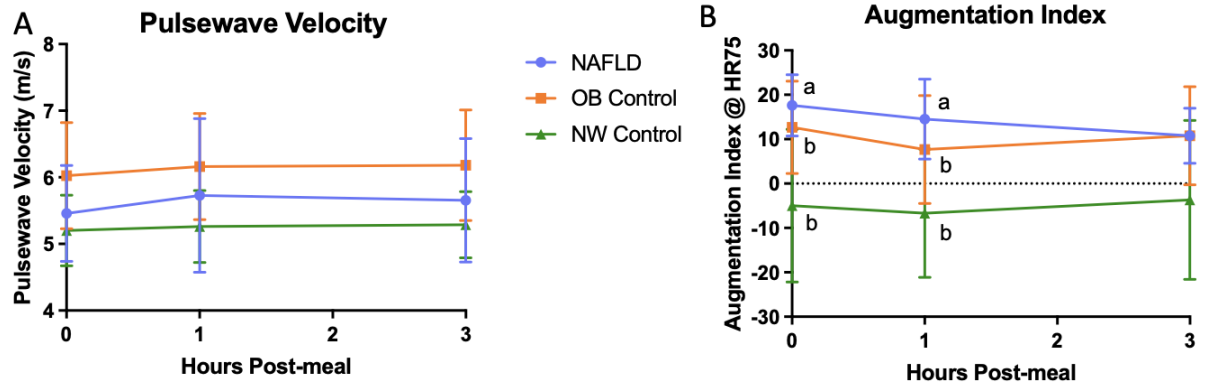 A
Pulsewave Velocity
Pulsewave Velocity (m/s)
8
7
6
5
4
0
1
2
3
Hours Post-meal
NAFLD
OB Control
NW Control
B
Augmentation Index
Augmentation Index @ HR75
30
20
10
0
-10
-20
-30
a
a
b
b
b
b
0
1
2
3
Hours Post-meal